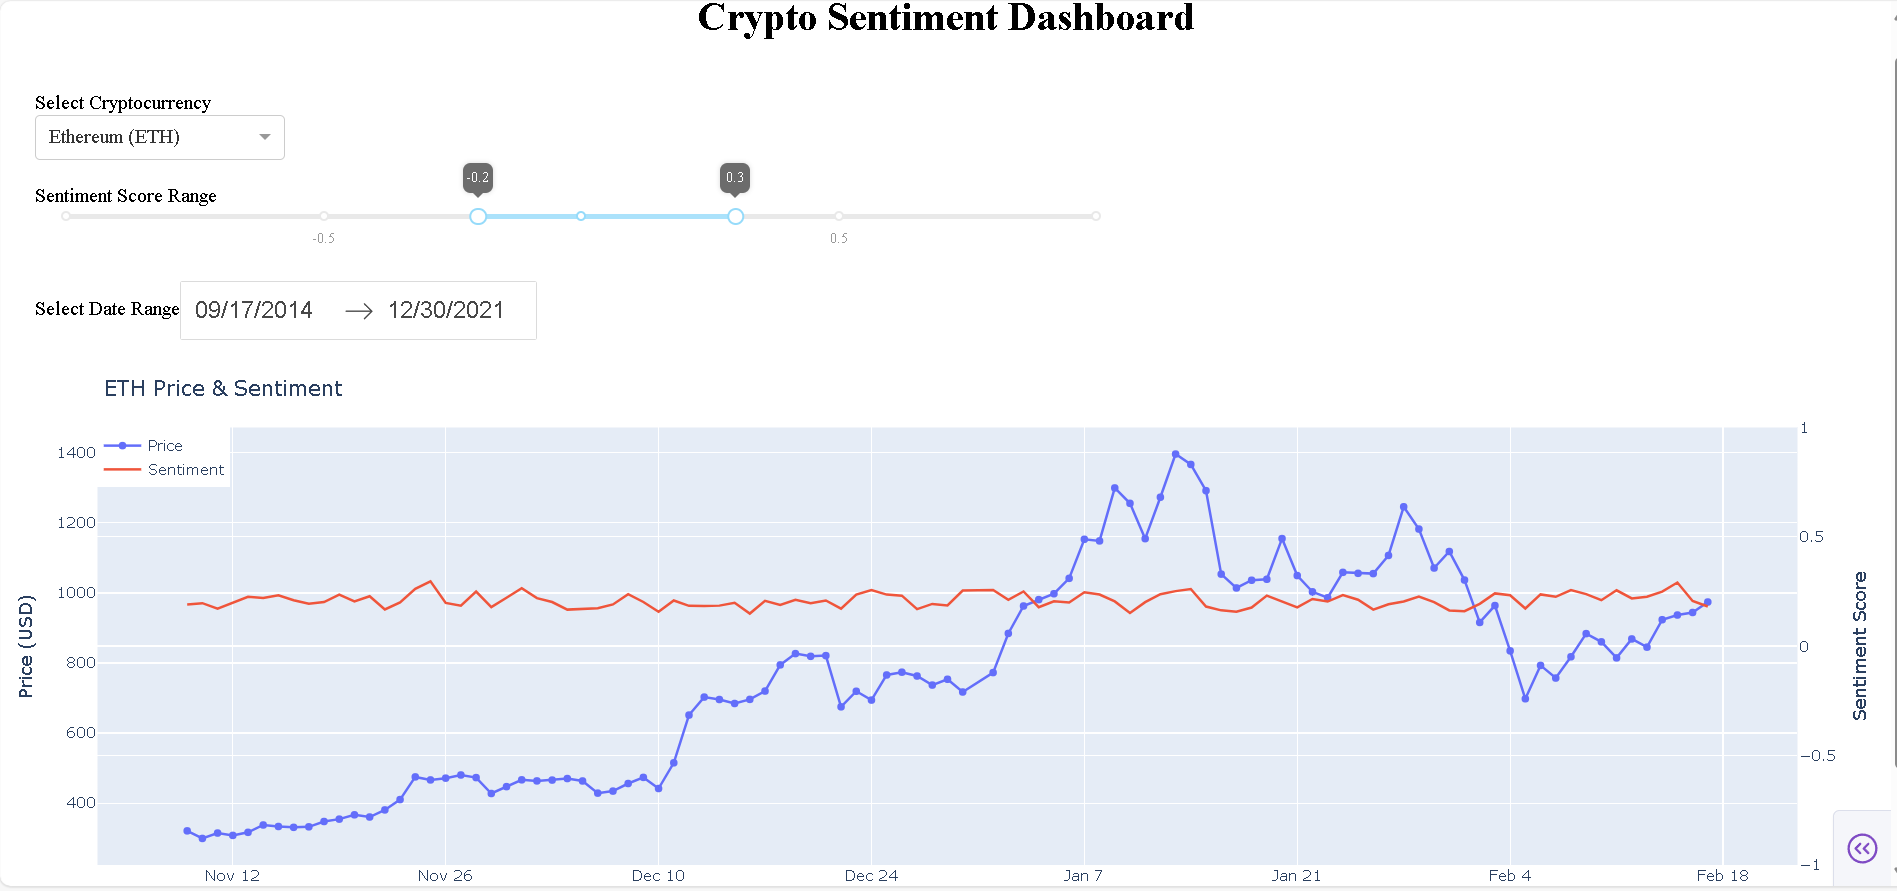 Crypto Sentiment Dashboard
Select Cryptocurrency
Ethereum (ETH)
-0.2
0.3
Sentiment Score Range
-0.5
0.5
Select Date Range
09/17/2014 → 12/30/2021
ETH Price & Sentiment
Price
Sentiment
1400
1200
1000
800
600
400
Price (USD)
1
0.5
0
−0.5
−1
Sentiment Score
Nov 12
Nov 26
Dec 10
Dec 24
Jan 7
Jan 21
Feb 4
Feb 18